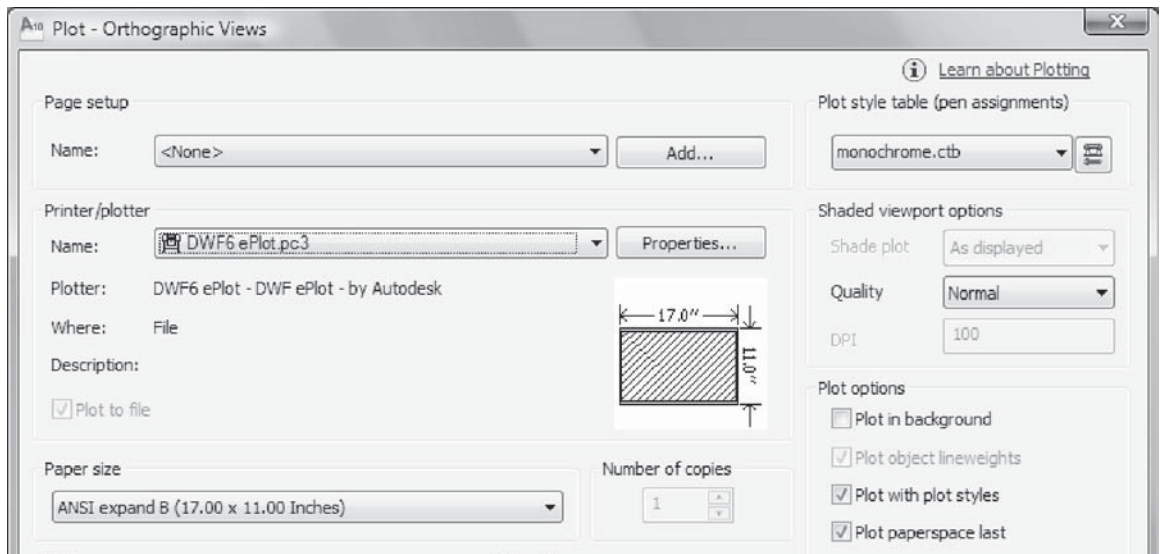 A10 Plot - Orthographic Views
X
Learn about Plotting
Page setup
Name: <None> Add...
Plot style table (pen assignments)
monochrome.ctb
Printer/plotter
Name: DWF6 ePlot.pc3 Properties...
Plotter: DWF6 ePlot - DWF ePlot - by Autodesk
Where: File
Description:
Plot to file
17.0″
11.0″
Shaded viewport options
Shade plot As displayed
Quality Normal
DPI 100
Paper size
ANSI expand B (17.00 x 11.00 Inches)
Number of copies
1
Plot options
Plot in background
Plot object lineweights
Plot with plot styles
Plot paperspace last